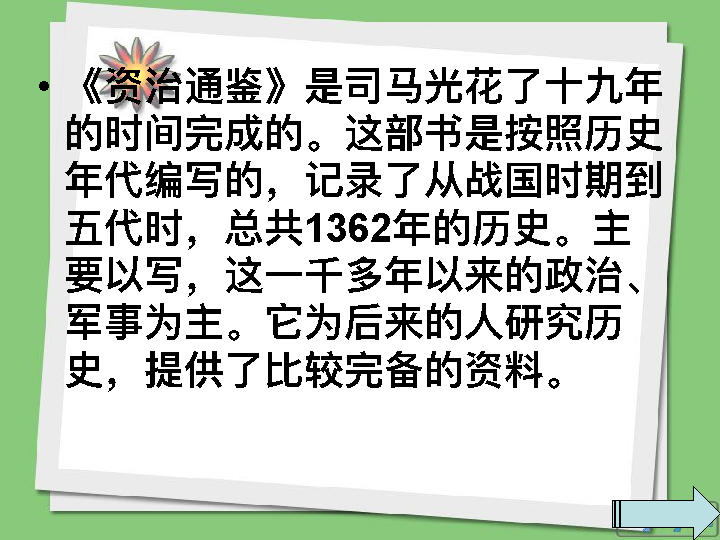 •《资治通鉴》是司马光花了十九年
的时间完成的。这部书是按照历史
年代编写的，记录了从战国时期到
五代时，总共1362年的历史。主
要以写，这一千多年以来的政治、
军事为主。它为后来的人研究历
史，提供了比较完备的资料。